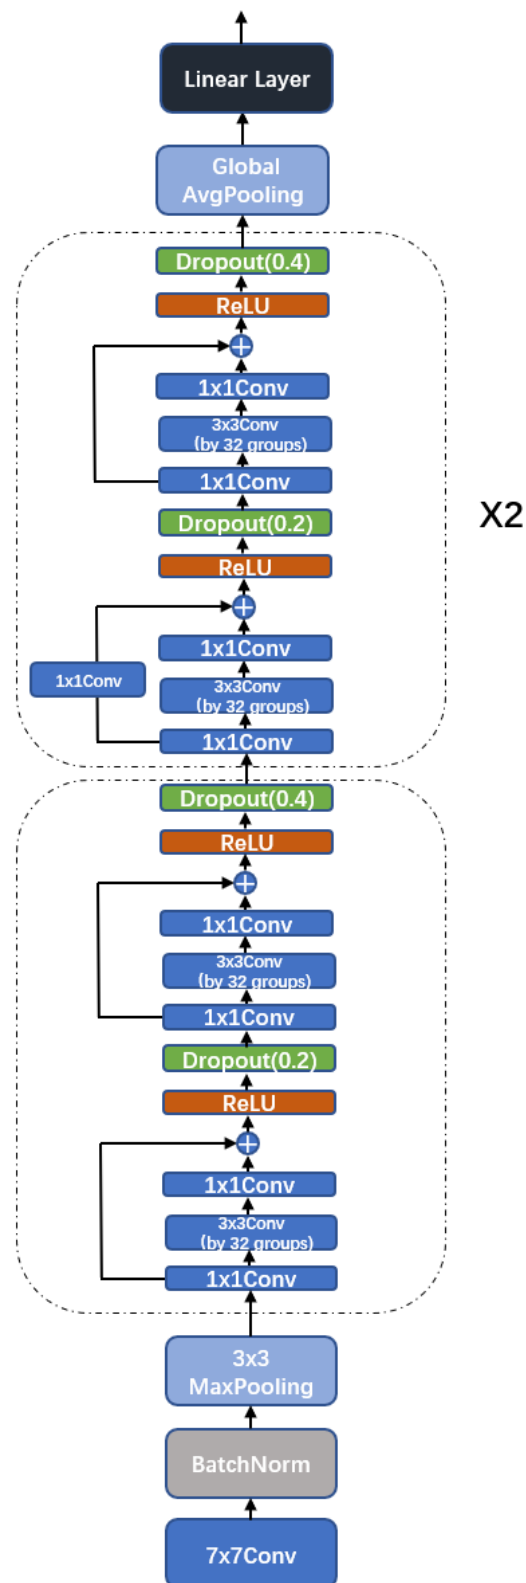 Linear Layer
Global
AvgPooling
Dropout(0.4)
ReLU
1x1Conv
3x3Conv
(by 32 groups)
1x1Conv
Dropout(0.2)
X2
ReLU
1x1Conv
1x1Conv
3x3Conv
(by 32 groups)
1x1Conv
Dropout(0.4)
ReLU
1x1Conv
3x3Conv
(by 32 groups)
1x1Conv
Dropout(0.2)
ReLU
1x1Conv
3x3Conv
(by 32 groups)
1x1Conv
3x3
MaxPooling
BatchNorm
7x7Conv